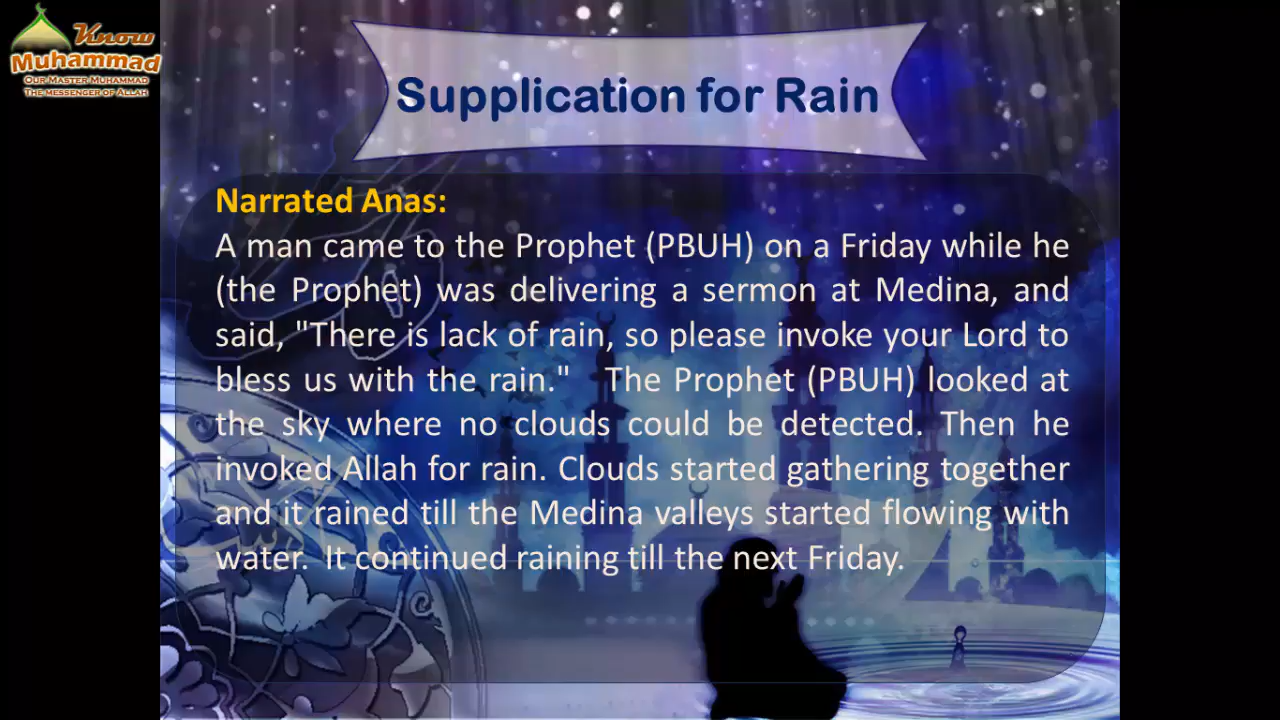 Know
Muhammad
Our Master Muhammad
The Messenger of Allah
Supplication for Rain
Narrated Anas:
A man came to the Prophet (PBUH) on a Friday while he
(the Prophet) was delivering a sermon at Medina, and
said, "There is lack of rain, so please invoke your Lord to
bless us with the rain."   The Prophet (PBUH) looked at
the sky where no clouds could be detected. Then he
invoked Allah for rain. Clouds started gathering together
and it rained till the Medina valleys started flowing with
water.  It continued raining till the next Friday.